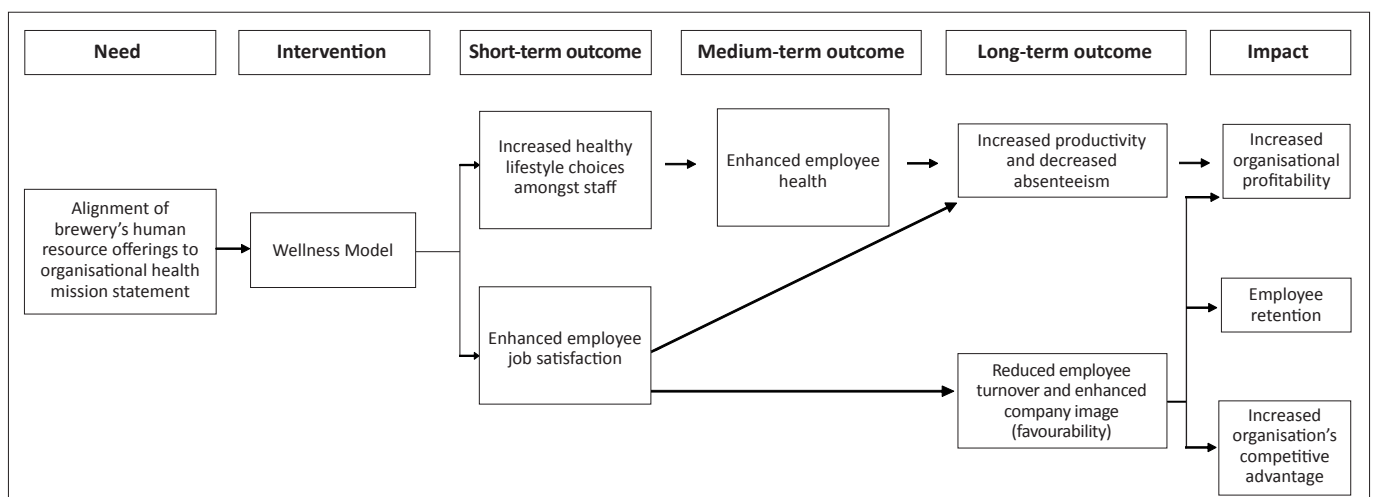 Need
Intervention
Short-term outcome
Medium-term outcome
Long-term outcome
Impact
Alignment of
brewery's human
resource offerings to
organisational health
mission statement
Wellness Model
Increased healthy
lifestyle choices
amongst staff
Enhanced employee
job satisfaction
Enhanced employee
health
Increased productivity
and decreased
absenteeism
Reduced employee
turnover and enhanced
company image
(favourability)
Increased
organisational
profitability
Employee
retention
Increased
organisation's
competitive
advantage